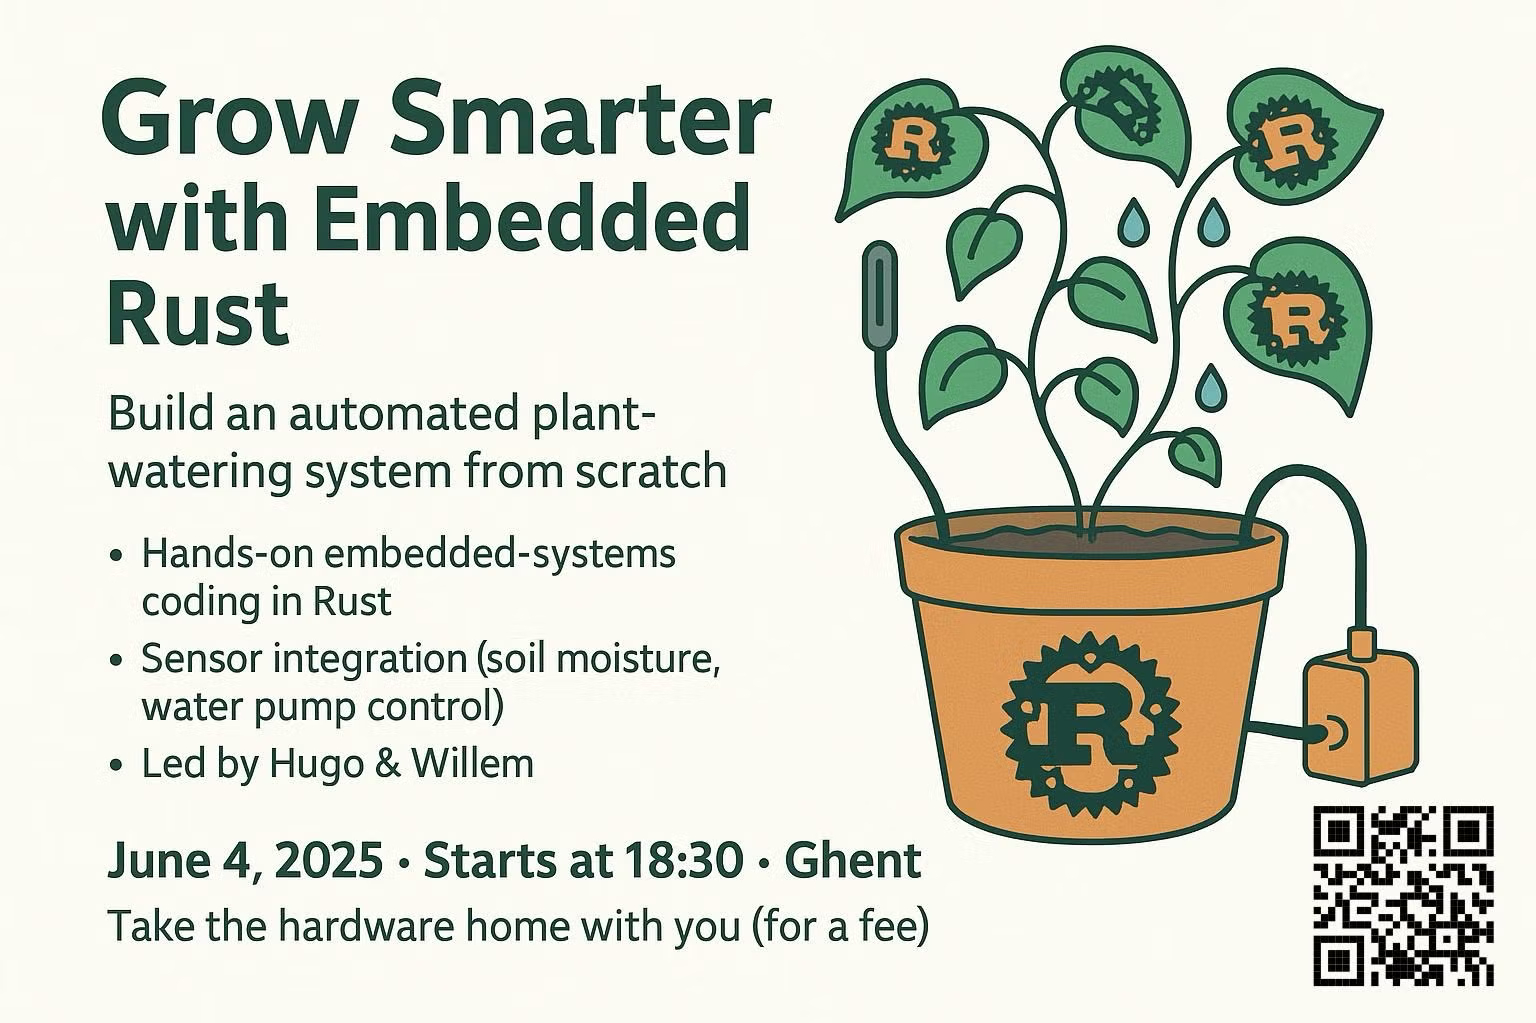 Grow Smarter
with Embedded
Rust
Build an automated plant-
watering system from scratch
• Hands-on embedded-systems
coding in Rust
• Sensor integration (soil moisture,
water pump control)
• Led by Hugo & Willem
June 4, 2025 • Starts at 18:30 • Ghent
Take the hardware home with you (for a fee)
R
R
R
R